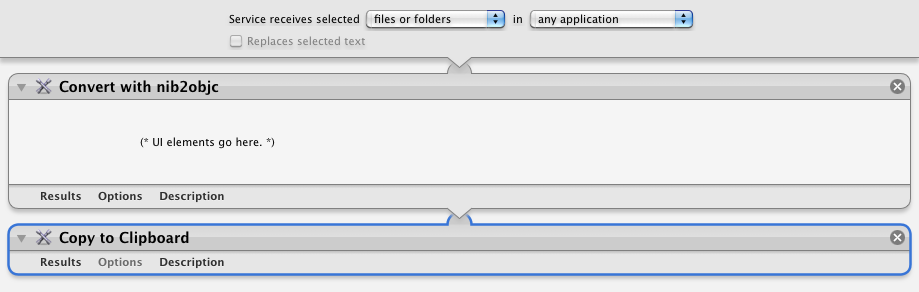 Service receives selected files or folders in any application
Replaces selected text
Convert with nib2objc
(* UI elements go here. *)
Results Options Description
Copy to Clipboard
Results Options Description